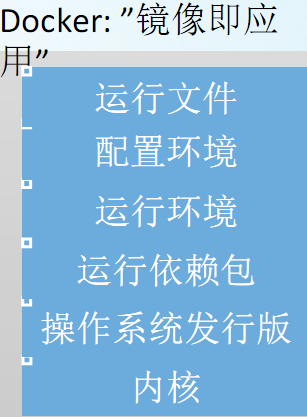 Docker: ”镜像即应
用”
运行文件
配置环境
运行环境
运行依赖包
操作系统发行版
内核